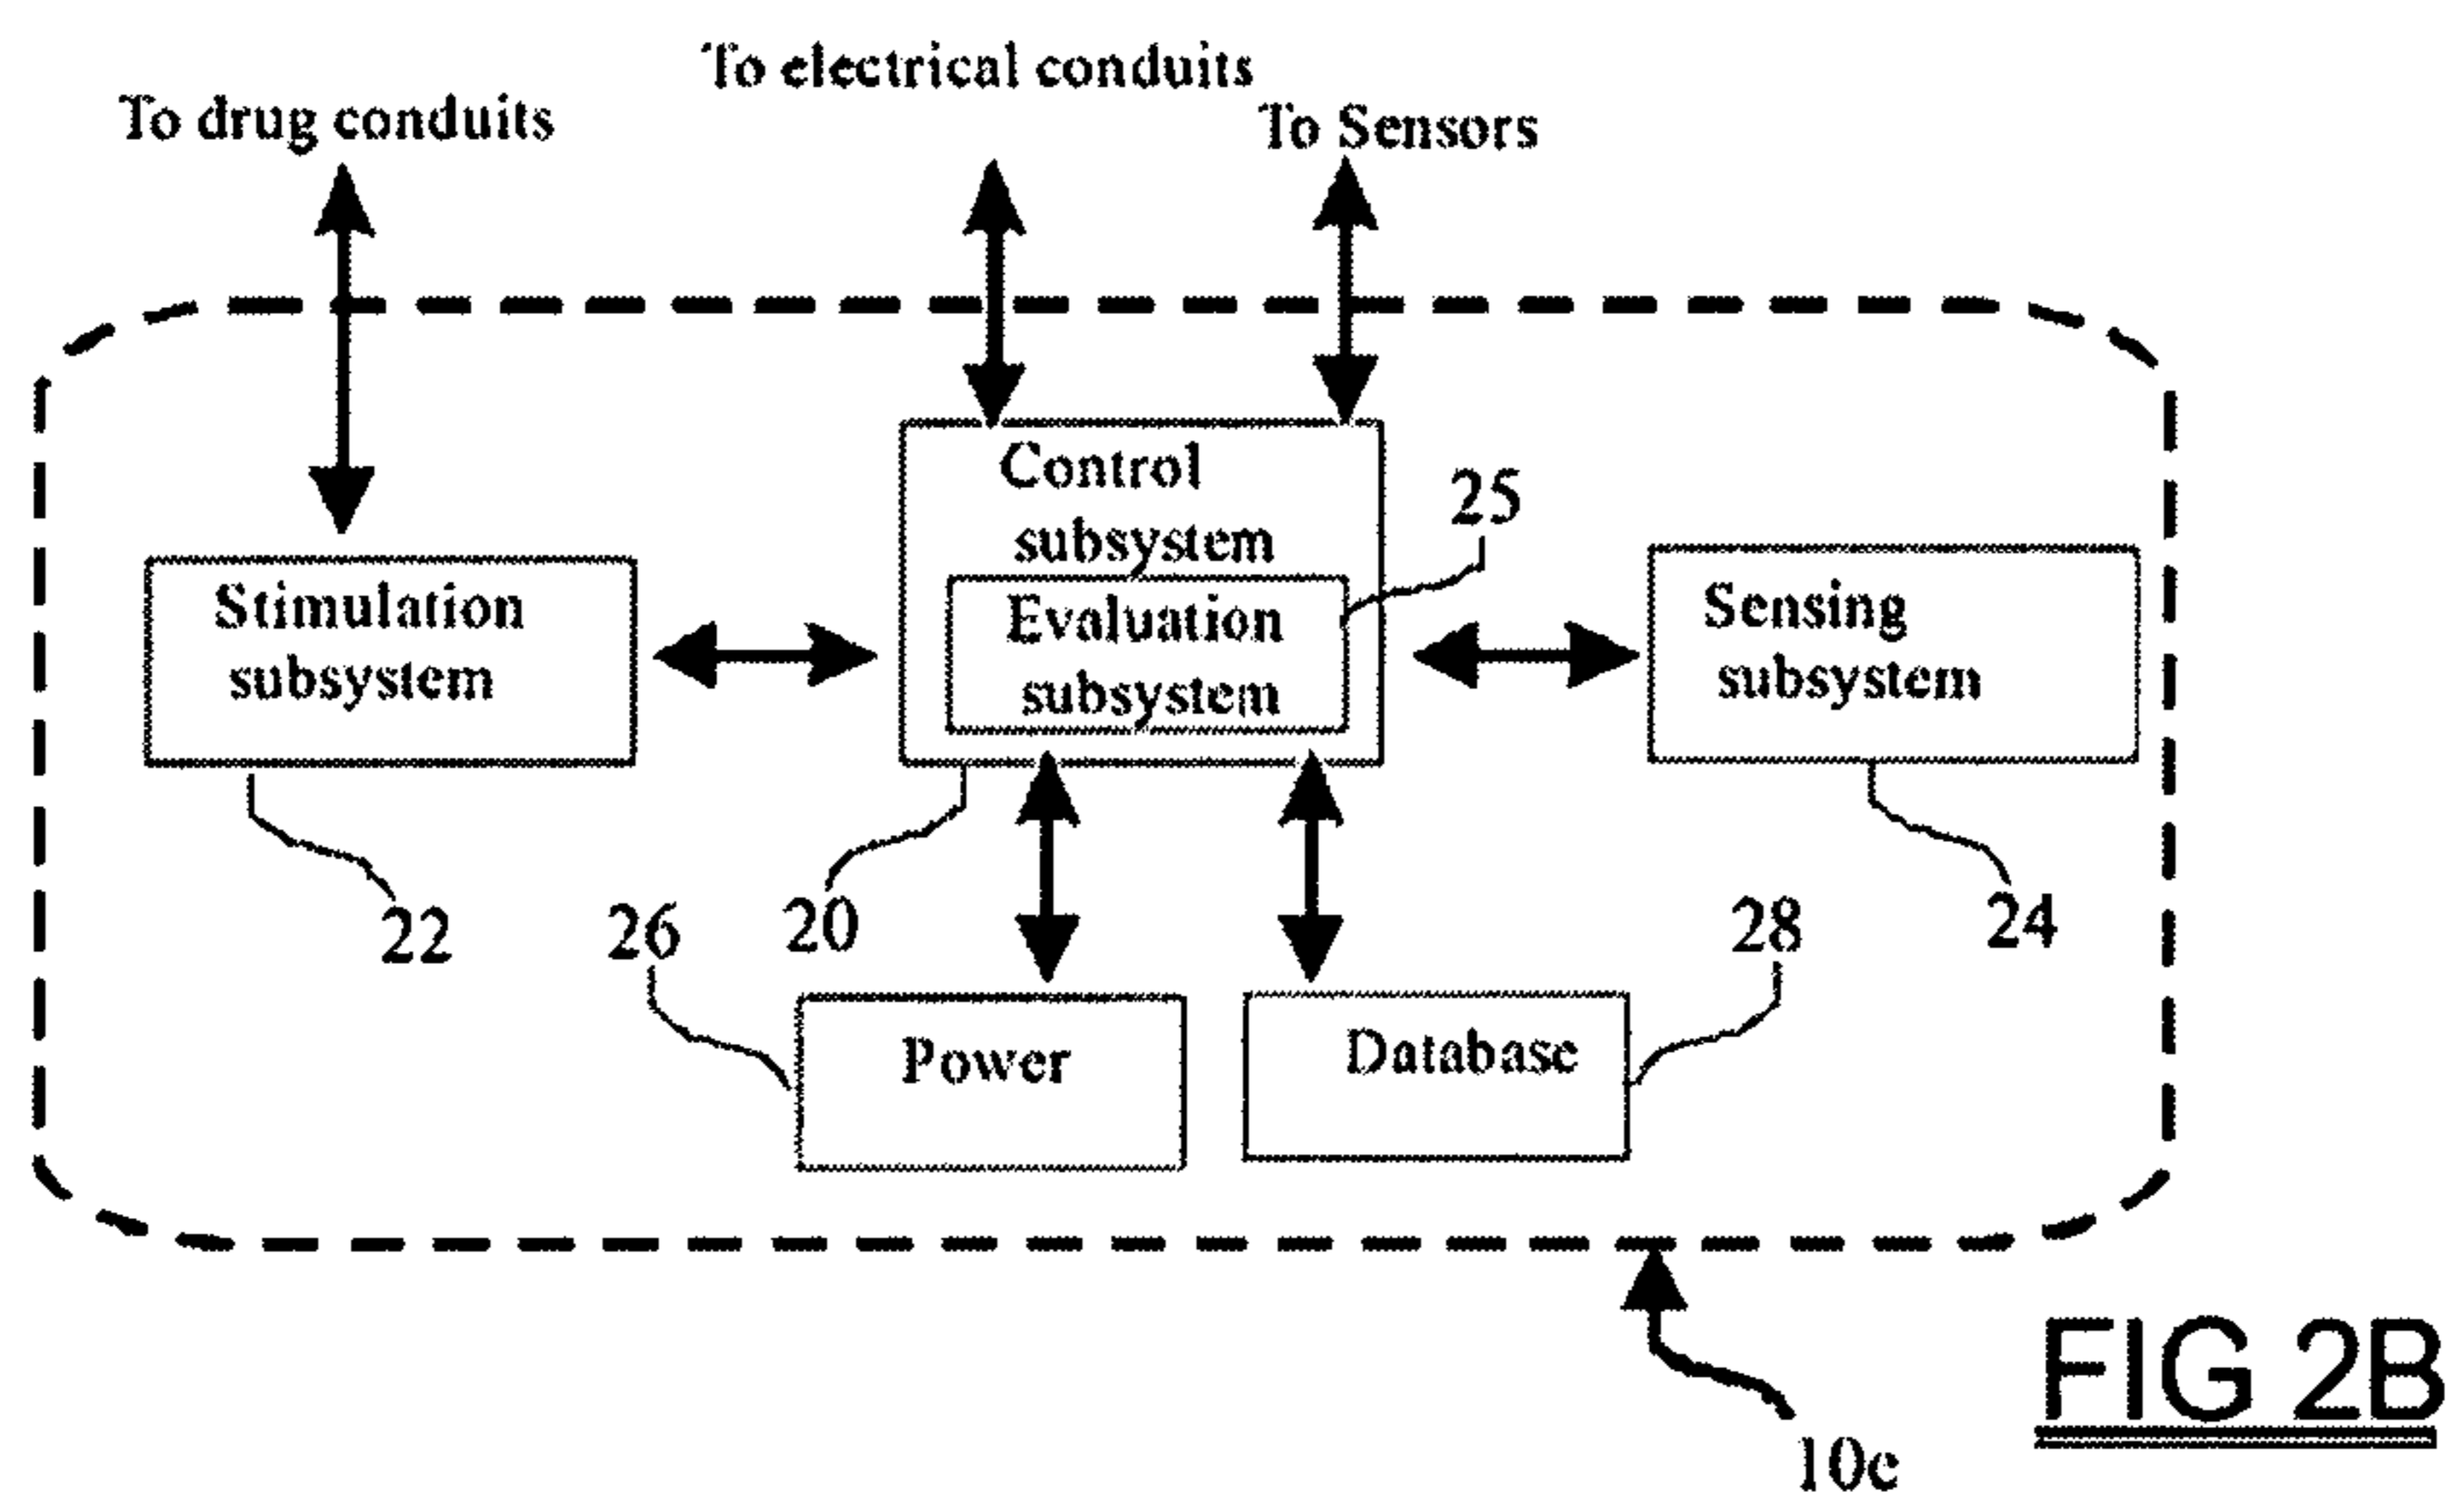 To electrical conduits
To drug conduits
To Sensors
Control
subsystem
25
Stimulation
subsystem
Evaluation
subsystem
Sensing
subsystem
22
26
20
28
24
Power
Database
FIG 2B
10c